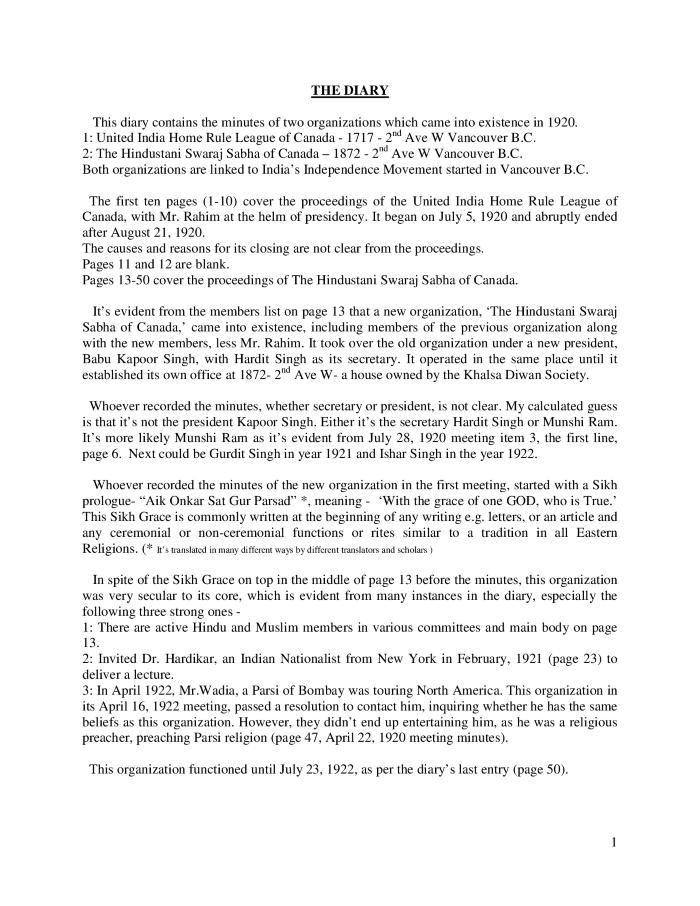 THE DIARY
This diary contains the minutes of two organizations which came into existence in 1920.
1: United India Home Rule League of Canada - 1717 - 2nd Ave W Vancouver B.C.
2: The Hindustani Swaraj Sabha of Canada – 1872 - 2nd Ave W Vancouver B.C.
Both organizations are linked to India's Independence Movement started in Vancouver B.C.
The first ten pages (1-10) cover the proceedings of the United India Home Rule League of
Canada, with Mr. Rahim at the helm of presidency. It began on July 5, 1920 and abruptly ended
after August 21, 1920.
The causes and reasons for its closing are not clear from the proceedings.
Pages 11 and 12 are blank.
Pages 13-50 cover the proceedings of The Hindustani Swaraj Sabha of Canada.
It's evident from the members list on page 13 that a new organization, 'The Hindustani Swaraj
Sabha of Canada,' came into existence, including members of the previous organization along
with the new members, less Mr. Rahim. It took over the old organization under a new president,
Babu Kapoor Singh, with Hardit Singh as its secretary. It operated in the same place until it
established its own office at 1872- 2nd Ave W- a house owned by the Khalsa Diwan Society.
Whoever recorded the minutes, whether secretary or president, is not clear. My calculated guess
is that it's not the president Kapoor Singh. Either it's the secretary Hardit Singh or Munshi Ram.
It's more likely Munshi Ram as it's evident from July 28, 1920 meeting item 3, the first line,
page 6. Next could be Gurdit Singh in year 1921 and Ishar Singh in the year 1922.
Whoever recorded the minutes of the new organization in the first meeting, started with a Sikh
prologue- "Aik Onkar Sat Gur Parsad" *, meaning - 'With the grace of one GOD, who is True.'
This Sikh Grace is commonly written at the beginning of any writing e.g. letters, or an article and
any ceremonial or non-ceremonial functions or rites similar to a tradition in all Eastern
Religions. (* It's translated in many different ways by different translators and scholars )
In spite of the Sikh Grace on top in the middle of page 13 before the minutes, this organization
was very secular to its core, which is evident from many instances in the diary, especially the
following three strong ones -
1: There are active Hindu and Muslim members in various committees and main body on page
13.
2: Invited Dr. Hardikar, an Indian Nationalist from New York in February, 1921 (page 23) to
deliver a lecture.
3: In April 1922, Mr.Wadia, a Parsi of Bombay was touring North America. This organization in
its April 16, 1922 meeting, passed a resolution to contact him, inquiring whether he has the same
beliefs as this organization. However, they didn't end up entertaining him, as he was a religious
preacher, preaching Parsi religion (page 47, April 22, 1920 meeting minutes).
This organization functioned until July 23, 1922, as per the diary's last entry (page 50).
1